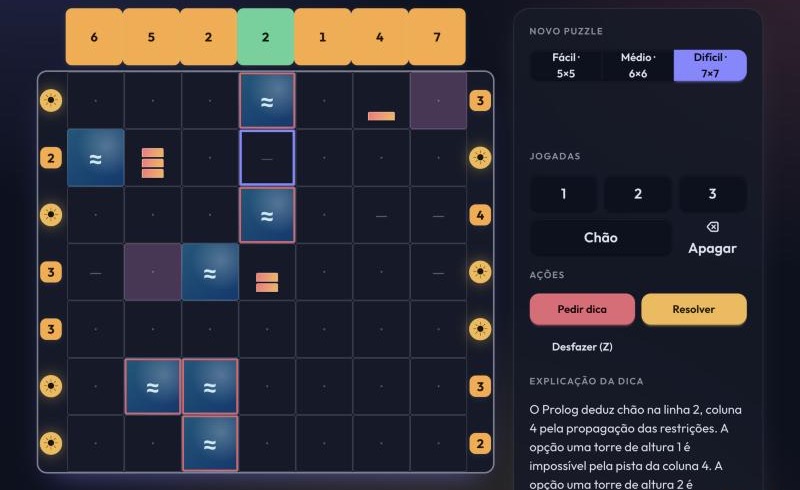 6 5 2 2 1 4 7
NOVO PUZZLE
Fácil · 5×5
Médio · 6×6
Difícil · 7×7
3
2
4
3
3
3
2
JOGADAS
1 2 3
Chão
Apagar
AÇÕES
Pedir dica
Resolver
Desfazer (Z)
EXPLICAÇÃO DA DICA
O Prolog deduz chão na linha 2, coluna
4 pela propagação das restrições. A
opção uma torre de altura 1 é
impossível pela pista da coluna 4. A
opção uma torre de altura 2 é